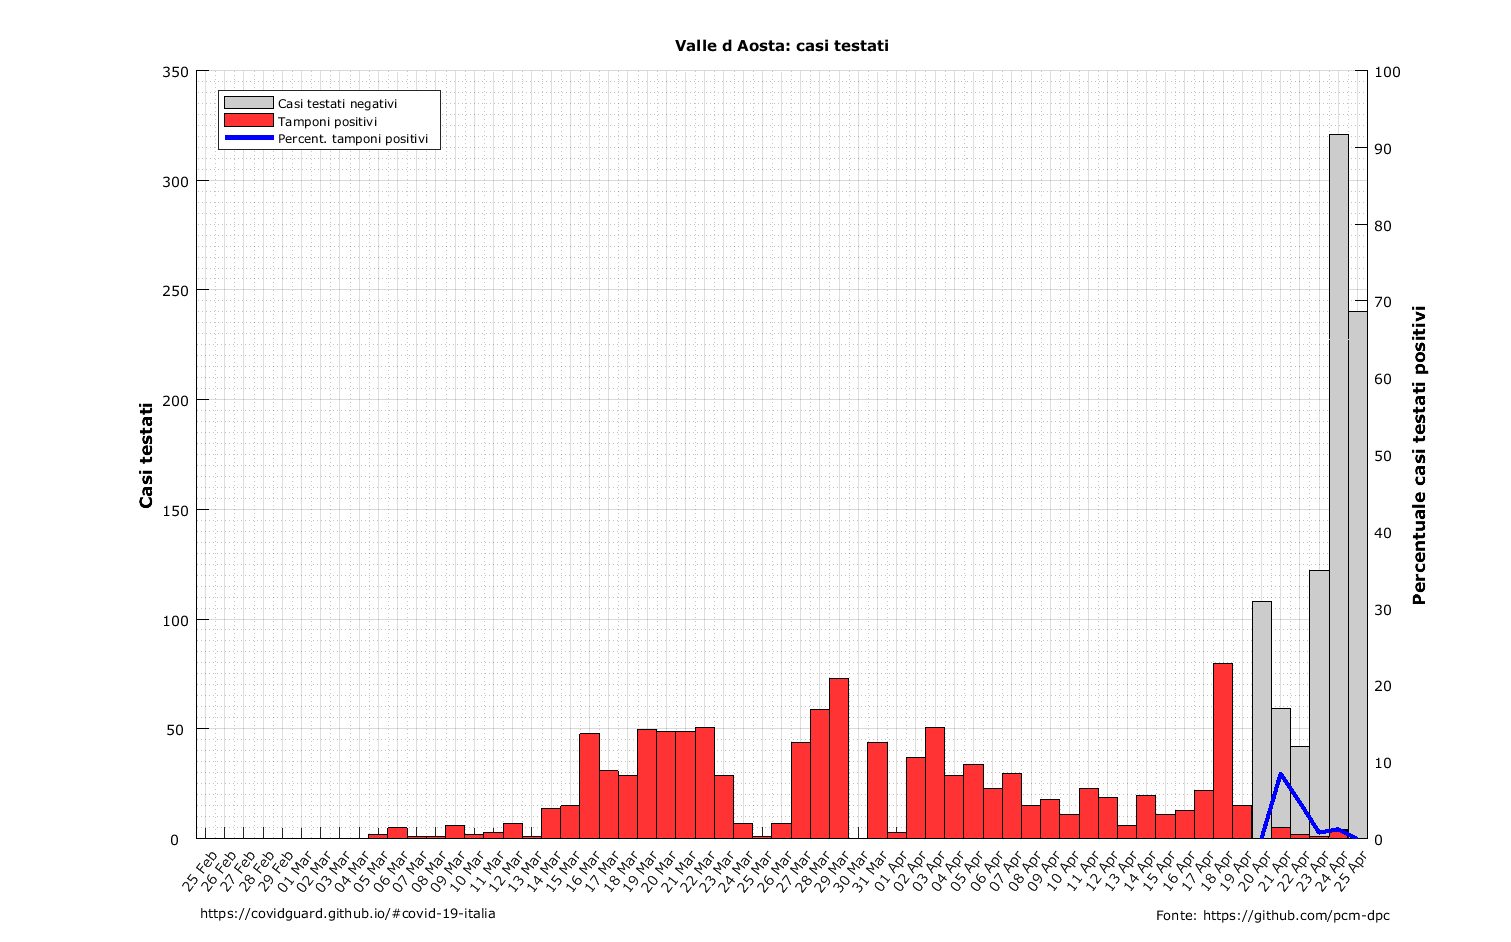 Valle d Aosta: casi testati
Casi testati negativi
Tamponi positivi
Percent. tamponi positivi
Casi testati
350
300
250
200
150
100
50
0
100
90
80
70
60
50
40
30
20
10
0
Percentuale casi testati positivi
25 Feb
26 Feb
27 Feb
28 Feb
29 Feb
01 Mar
02 Mar
03 Mar
04 Mar
05 Mar
06 Mar
07 Mar
08 Mar
09 Mar
10 Mar
11 Mar
12 Mar
13 Mar
14 Mar
15 Mar
16 Mar
17 Mar
18 Mar
19 Mar
20 Mar
21 Mar
22 Mar
23 Mar
24 Mar
25 Mar
26 Mar
27 Mar
28 Mar
29 Mar
30 Mar
31 Mar
01 Apr
02 Apr
03 Apr
04 Apr
05 Apr
06 Apr
07 Apr
08 Apr
09 Apr
10 Apr
11 Apr
12 Apr
13 Apr
14 Apr
15 Apr
16 Apr
17 Apr
18 Apr
19 Apr
20 Apr
21 Apr
22 Apr
23 Apr
24 Apr
25 Apr
https://covidguard.github.io/#covid-19-italia
Fonte: https://github.com/pcm-dpc